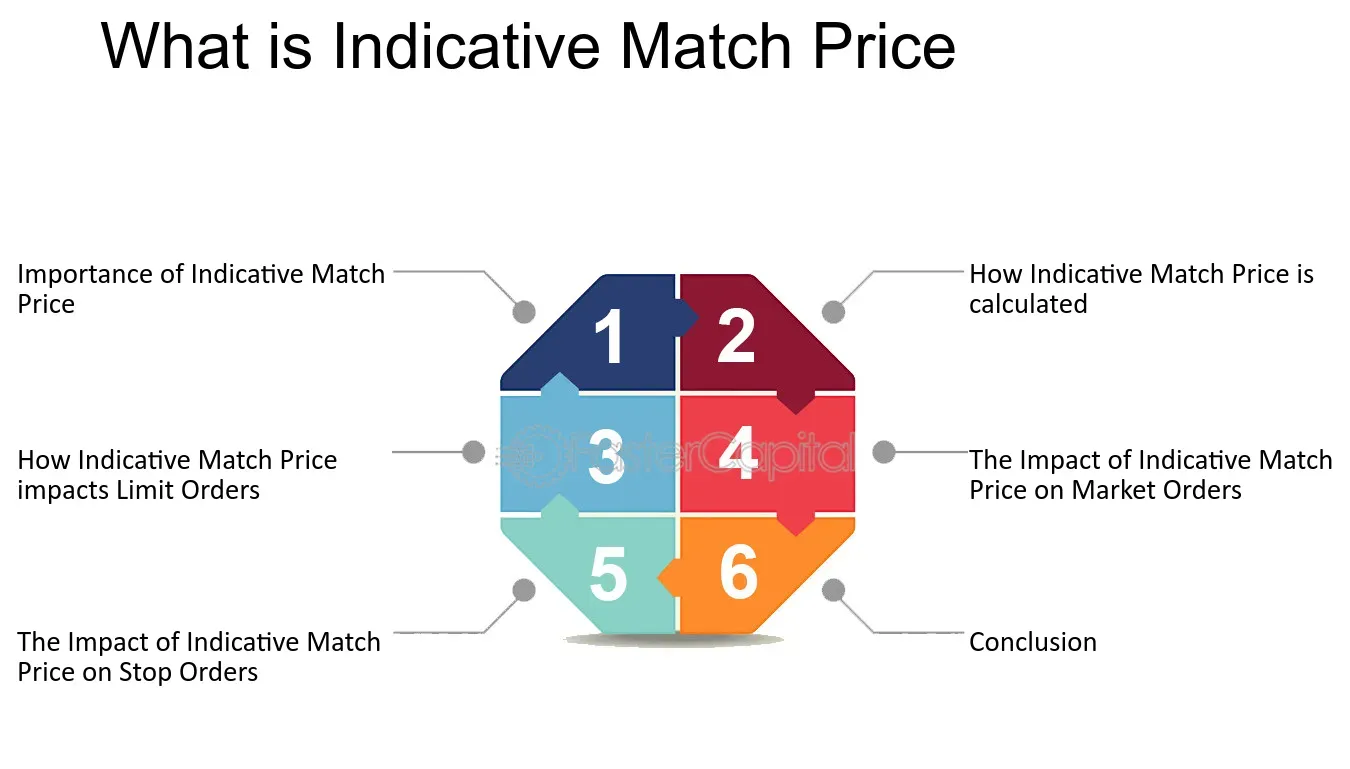 What is Indicative Match Price
Importance of Indicative Match
Price
1
2
How Indicative Match Price is
calculated
How Indicative Match Price
impacts Limit Orders
3
4
FasterCapital
The Impact of Indicative Match
Price on Market Orders
The Impact of Indicative Match
Price on Stop Orders
5
6
Conclusion